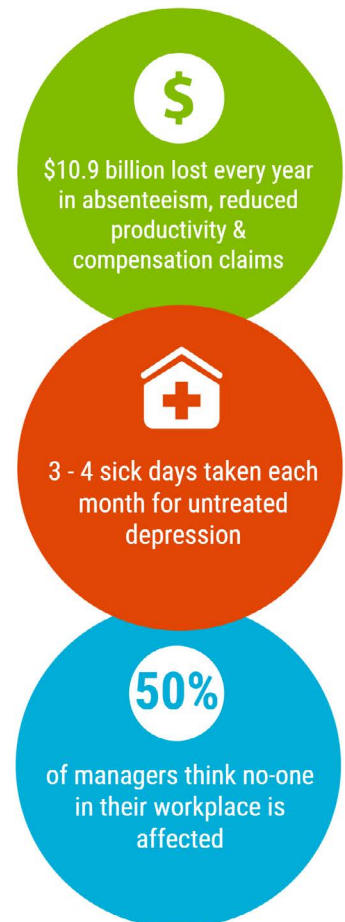 $
$10.9 billion lost every year
in absenteeism, reduced
productivity &
compensation claims
3 - 4 sick days taken each
month for untreated
depression
50%
of managers think no-one
in their workplace is
affected